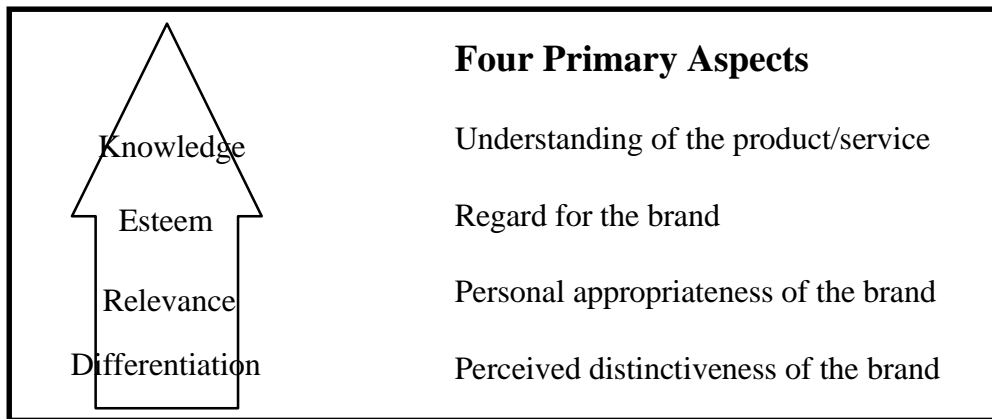 Four Primary Aspects
Knowledge
Understanding of the product/service
Esteem
Regard for the brand
Relevance
Personal appropriateness of the brand
Differentiation
Perceived distinctiveness of the brand